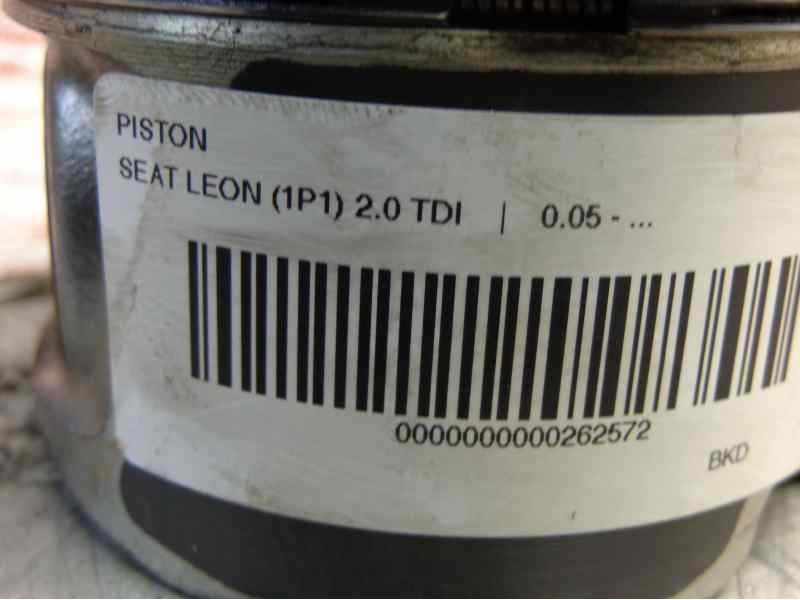 PISTON
SEAT LEON (1P1) 2.0 TDI | 0.05 - ...
0000000000262572
BKD